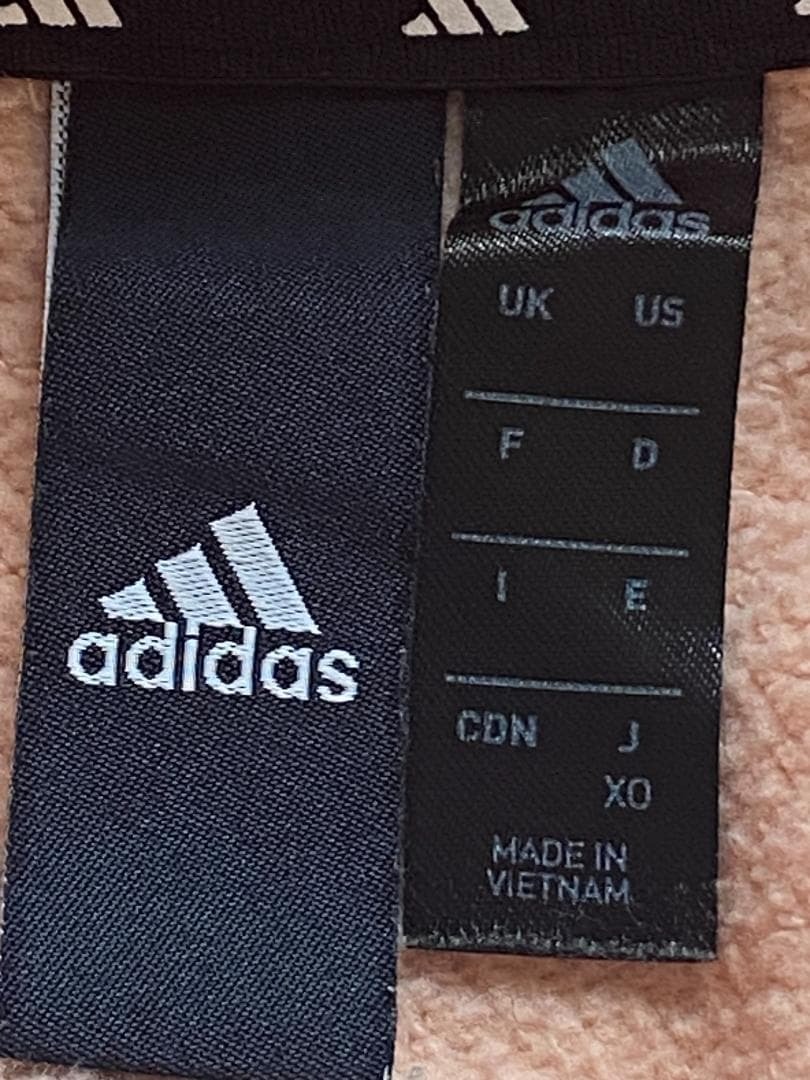 adidas
adidas
UK US
F D
I E
CDN J
XO
MADE IN
VIETNAM